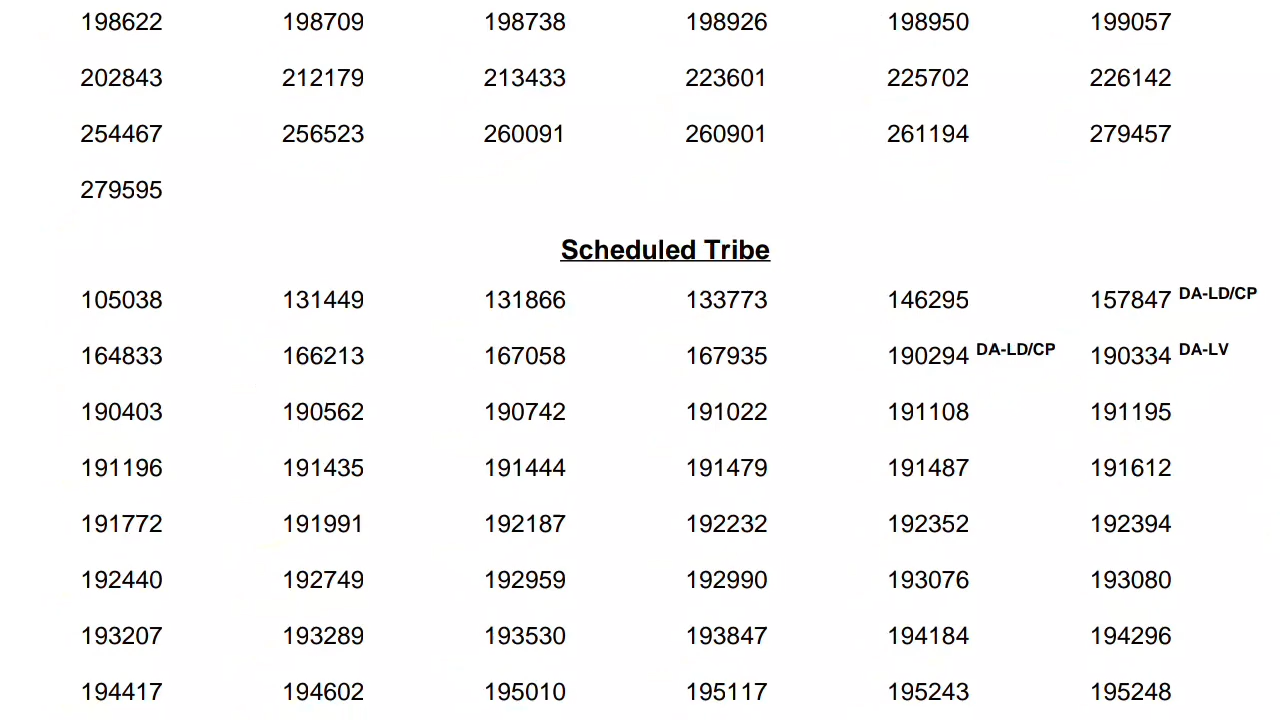 198622 198709 198738 198926 198950 199057
202843 212179 213433 223601 225702 226142
254467 256523 260091 260901 261194 279457
279595
Scheduled Tribe
105038 131449 131866 133773 146295 157847 DA-LD/CP
164833 166213 167058 167935 190294 DA-LD/CP 190334 DA-LV
190403 190562 190742 191022 191108 191195
191196 191435 191444 191479 191487 191612
191772 191991 192187 192232 192352 192394
192440 192749 192959 192990 193076 193080
193207 193289 193530 193847 194184 194296
194417 194602 195010 195117 195243 195248